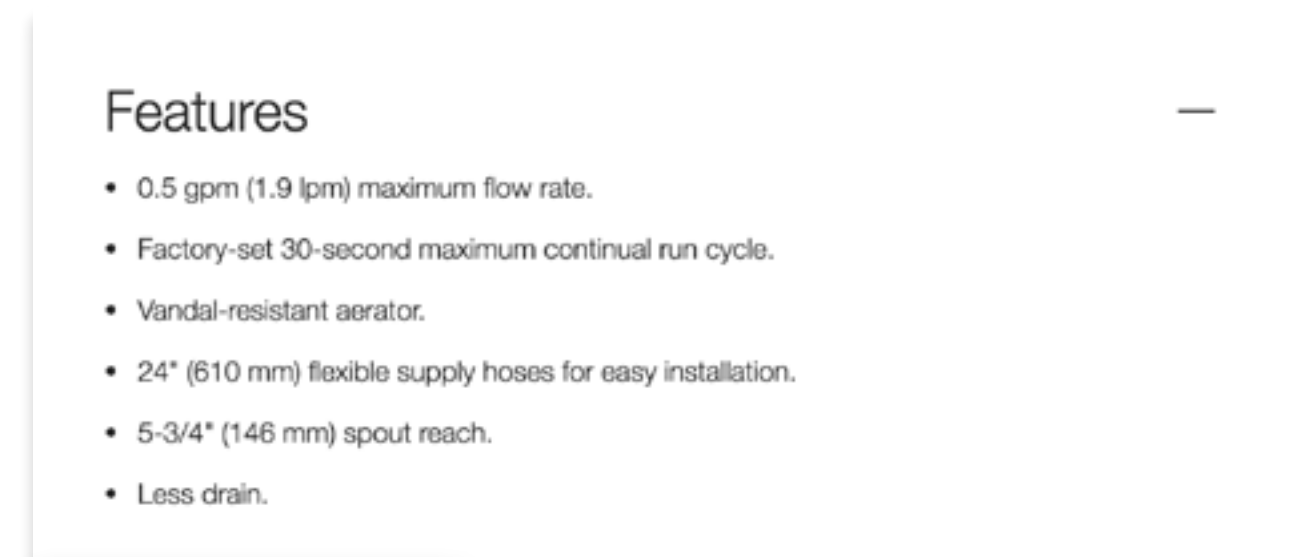 Features
• 0.5 gpm (1.9 lpm) maximum flow rate.
• Factory-set 30-second maximum continual run cycle.
• Vandal-resistant aerator.
• 24" (610 mm) flexible supply hoses for easy installation.
• 5-3/4" (146 mm) spout reach.
• Less drain.